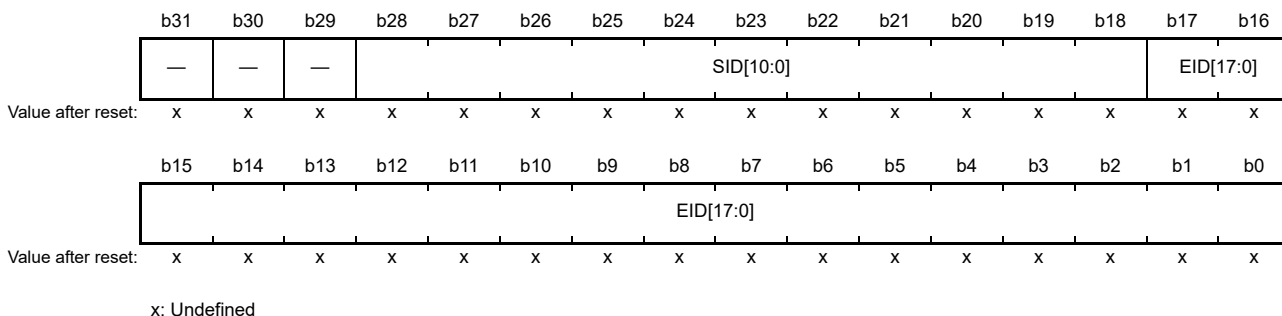 b31 b30 b29 b28 b27 b26 b25 b24 b23 b22 b21 b20 b19 b18 b17 b16
— — — SID[10:0] EID[17:0]
Value after reset: x x x x x x x x x x x x x x x x
b15 b14 b13 b12 b11 b10 b9 b8 b7 b6 b5 b4 b3 b2 b1 b0
EID[17:0]
Value after reset: x x x x x x x x x x x x x x x x
x: Undefined